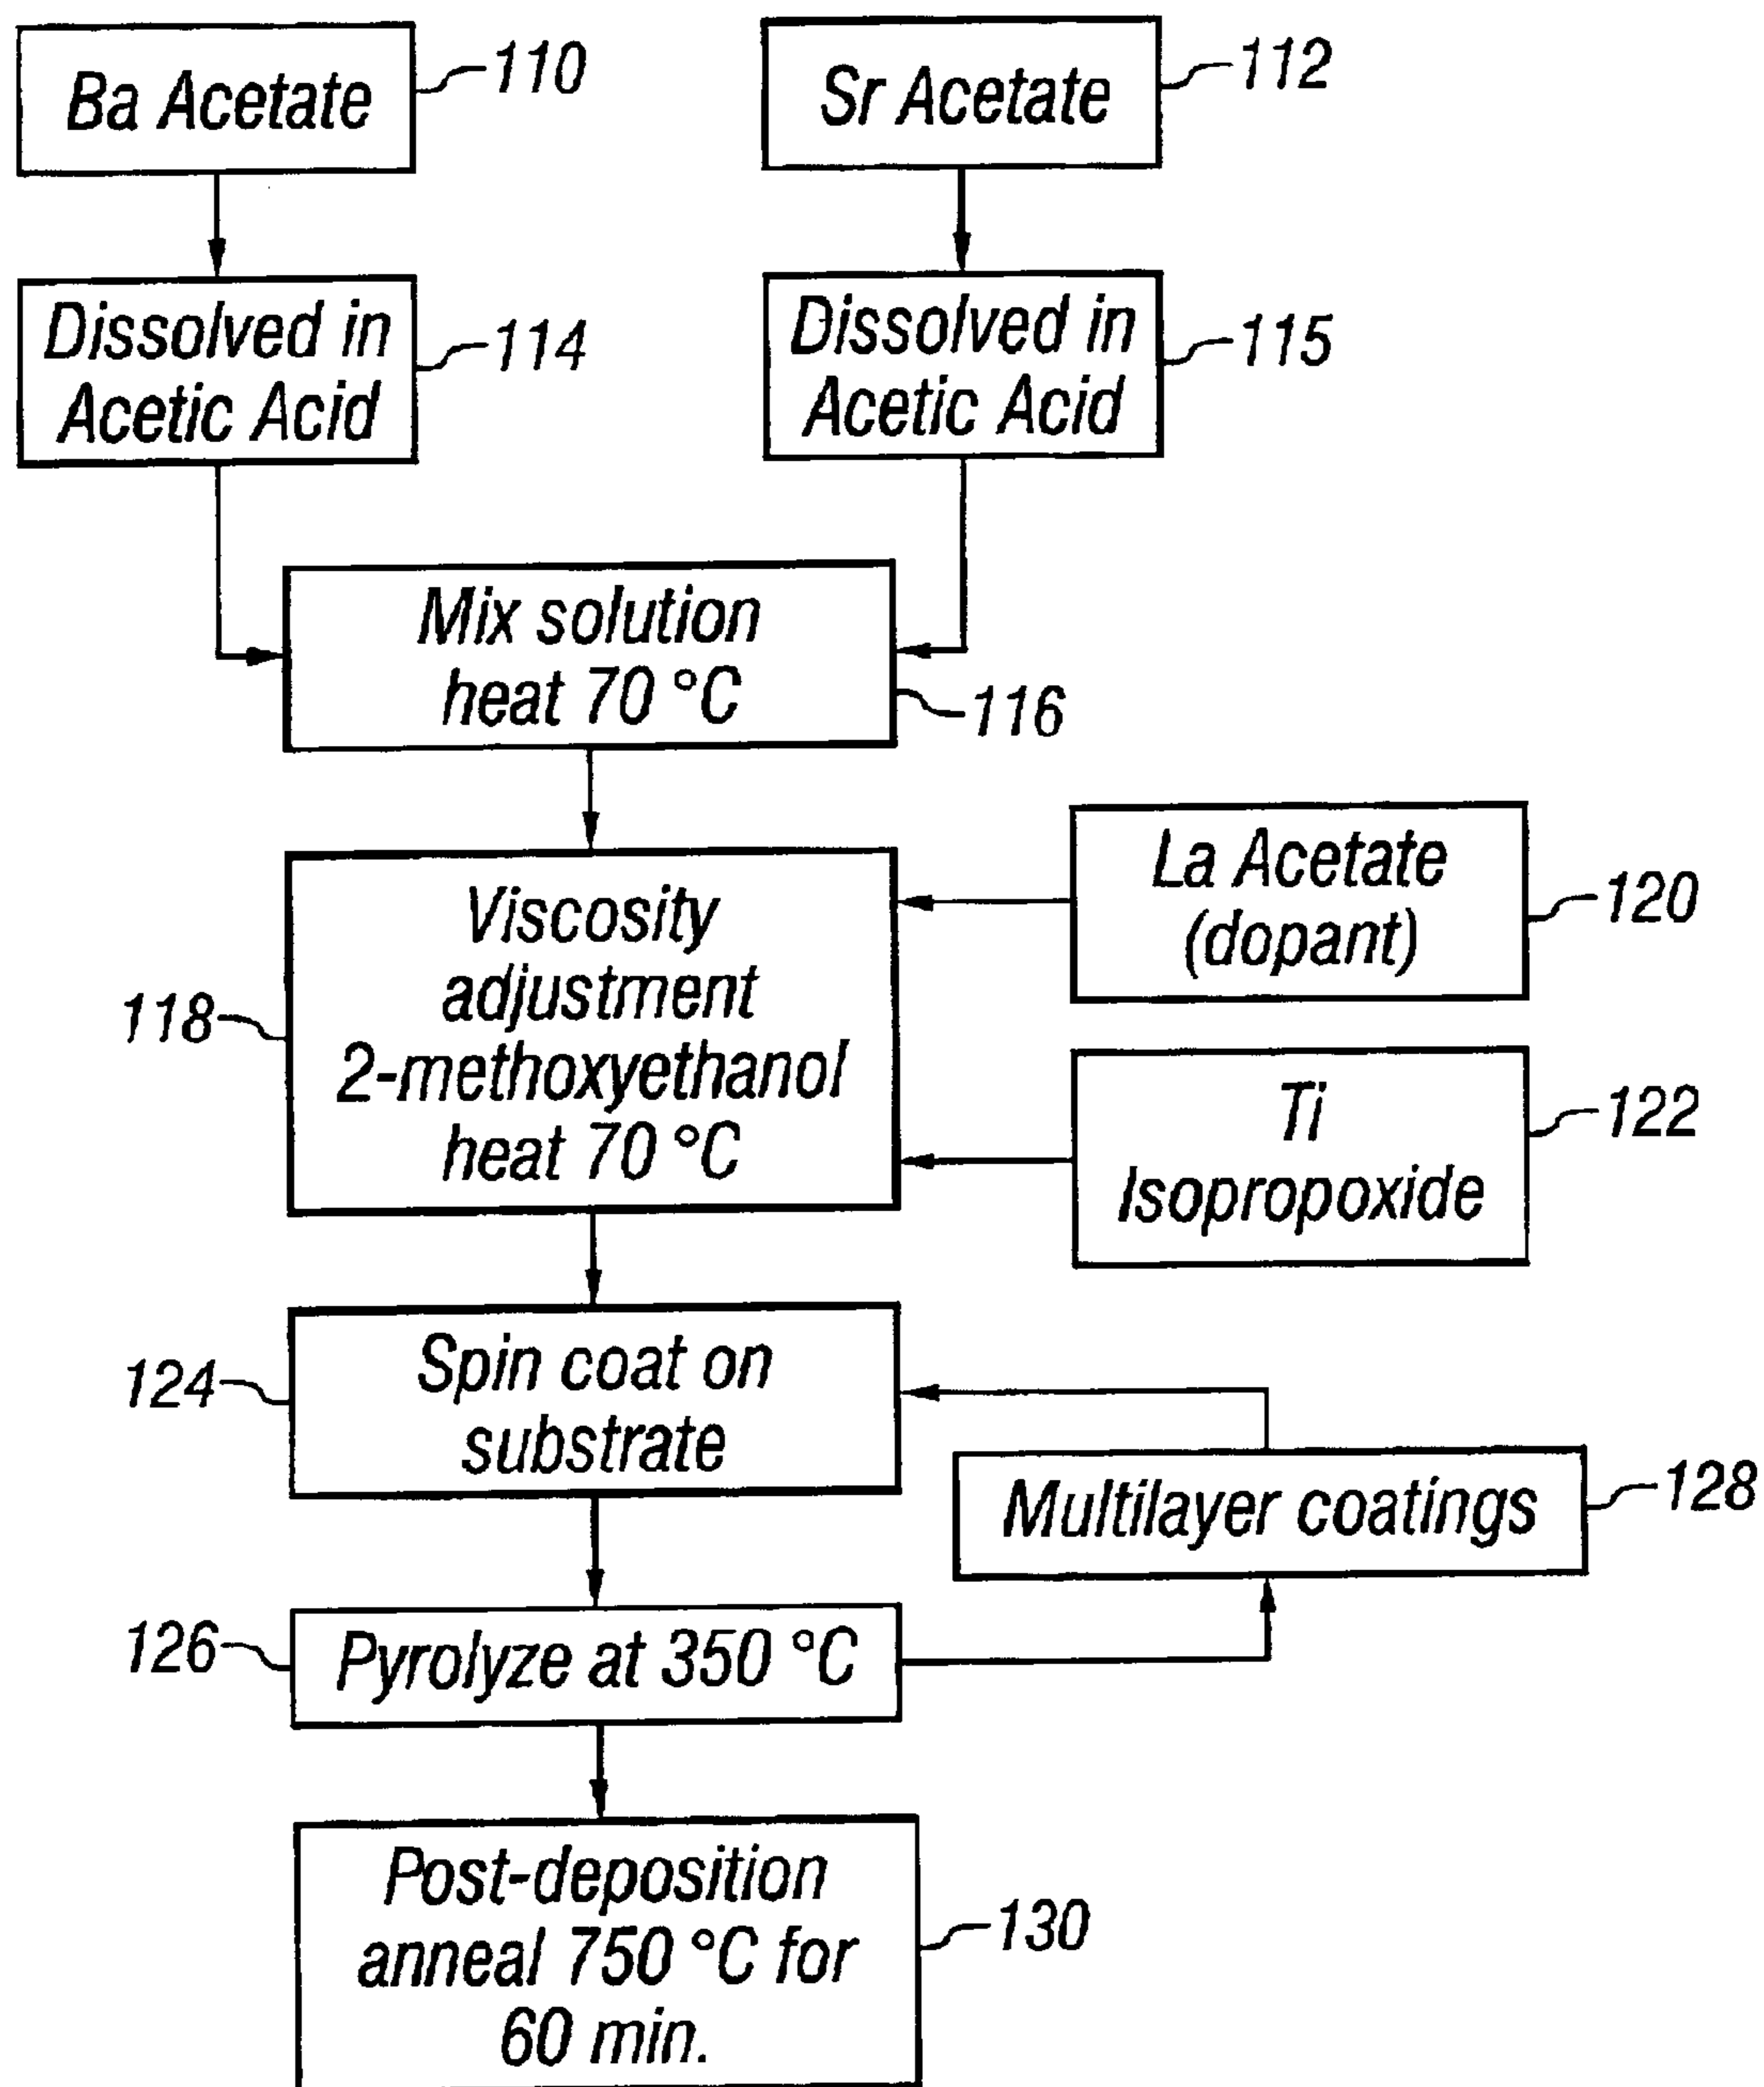 Ba Acetate
110
Sr Acetate
112
Dissolved in
Acetic Acid
114
Dissolved in
Acetic Acid
115
Mix solution
heat 70 °C
116
Viscosity
adjustment
2-methoxyethanol
heat 70 °C
118
La Acetate
(dopant)
120
Ti
Isopropoxide
122
Spin coat on
substrate
124
Multilayer coatings
128
Pyrolyze at 350 °C
126
Post-deposition
anneal 750 °C for
60 min.
130